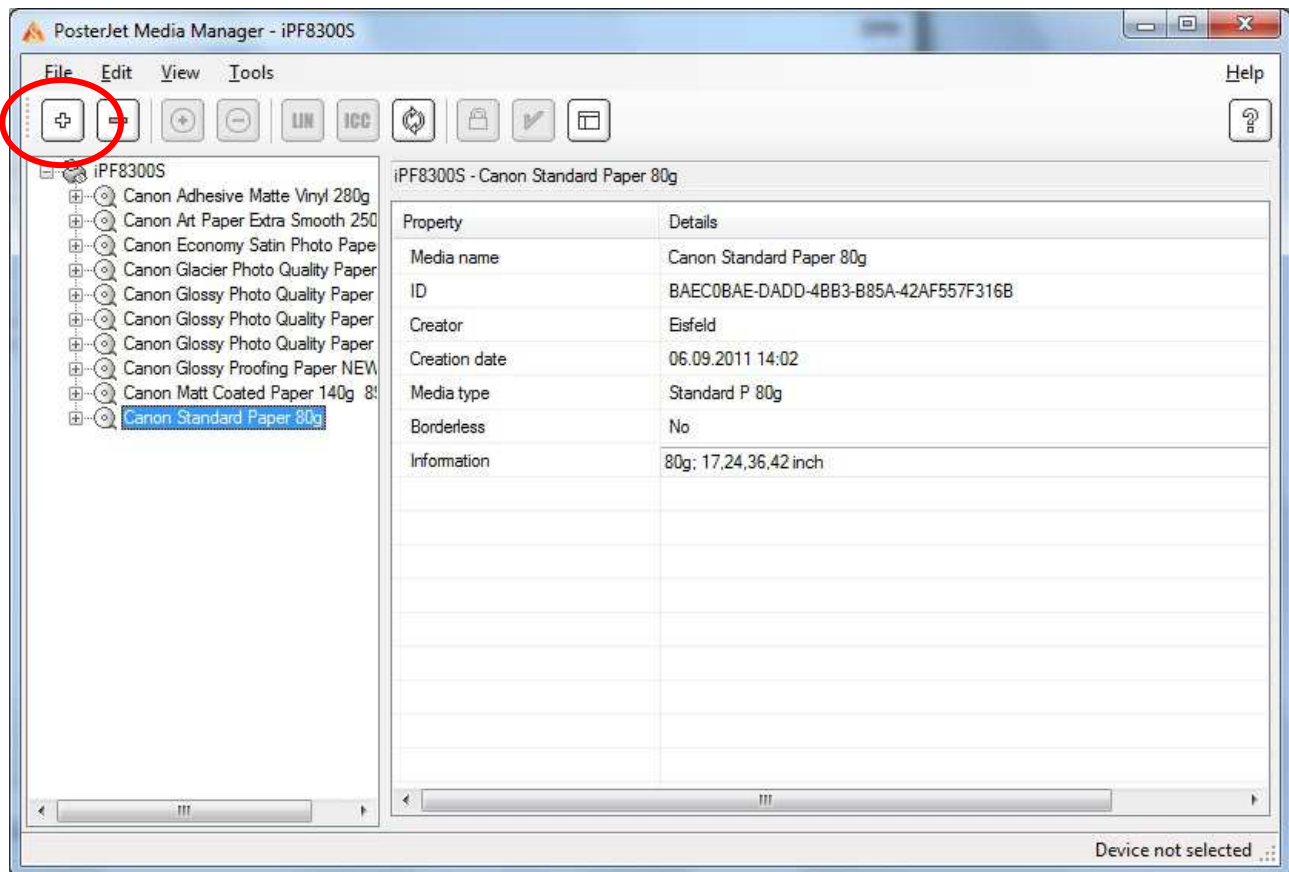 PosterJet Media Manager - iPF8300S
File Edit View Tools Help
LIN ICC
iPF8300S
Canon Adhesive Matte Vinyl 280g
Canon Art Paper Extra Smooth 250
Canon Economy Satin Photo Pape
Canon Glacier Photo Quality Paper
Canon Glossy Photo Quality Paper
Canon Glossy Photo Quality Paper
Canon Glossy Photo Quality Paper
Canon Glossy Proofing Paper NEW
Canon Matt Coated Paper 140g 89
Canon Standard Paper 80g
iPF8300S - Canon Standard Paper 80g
Property Details
Media name Canon Standard Paper 80g
ID BAEC0BAE-DADD-4BB3-B85A-42AF557F316B
Creator Eisfeld
Creation date 06.09.2011 14:02
Media type Standard P 80g
Borderless No
Information 80g; 17,24,36,42 inch
Device not selected